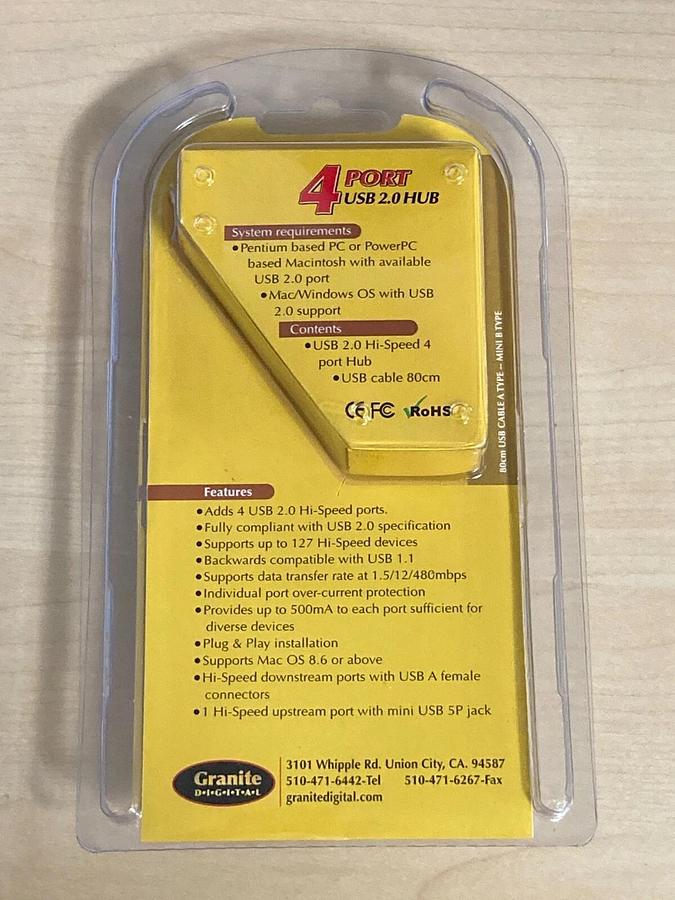 4 PORT
USB 2.0 HUB
System requirements
•Pentium based PC or PowerPC
based Macintosh with available
USB 2.0 port
•Mac/Windows OS with USB
2.0 support
Contents
•USB 2.0 Hi-Speed 4
port Hub
•USB cable 80cm
CE FC RoHS
80cm USB CABLE A TYPE – MINI B TYPE
Features
•Adds 4 USB 2.0 Hi-Speed ports.
•Fully compliant with USB 2.0 specification
•Supports up to 127 Hi-Speed devices
•Backwards compatible with USB 1.1
•Supports data transfer rate at 1.5/12/480mbps
•Individual port over-current protection
•Provides up to 500mA to each port sufficient for
diverse devices
•Plug & Play installation
•Supports Mac OS 8.6 or above
•Hi-Speed downstream ports with USB A female
connectors
•1 Hi-Speed upstream port with mini USB 5P jack
Granite
D•I•G•I•T•A•L
3101 Whipple Rd. Union City, CA. 94587
510-471-6442-Tel 510-471-6267-Fax
granitedigital.com